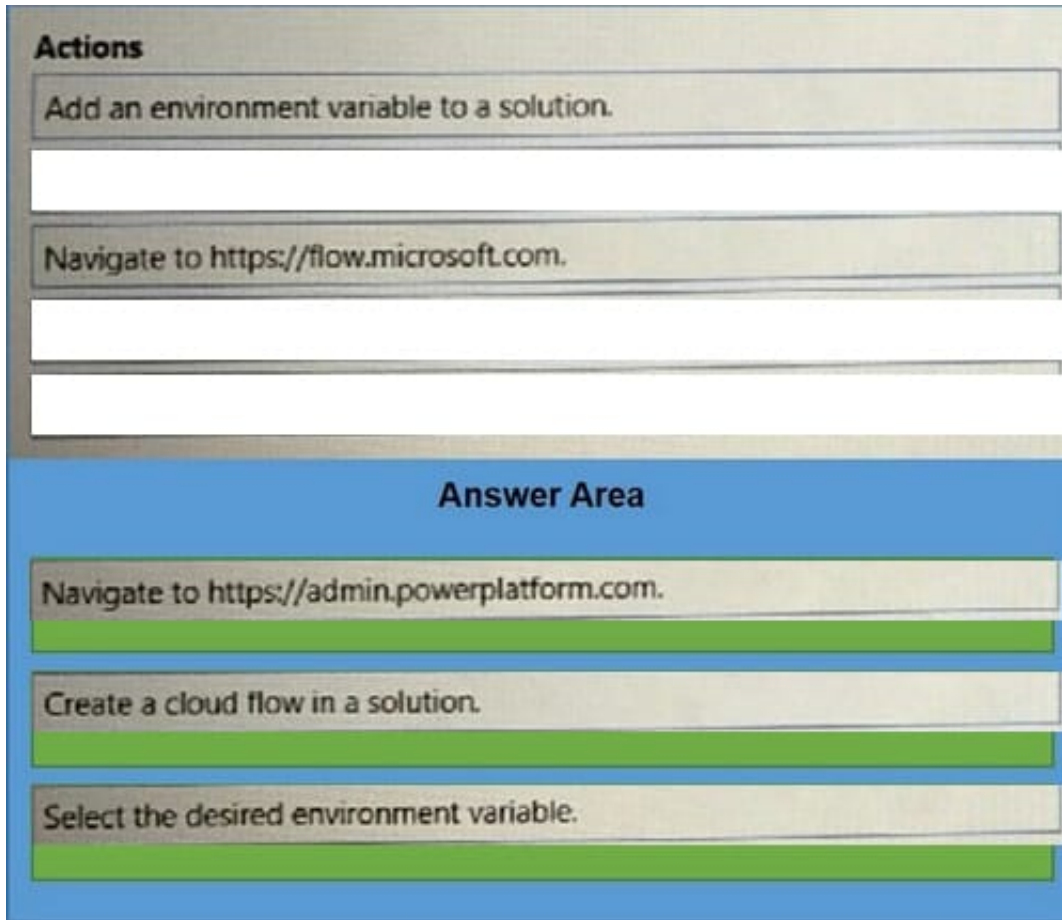 Actions
Add an environment variable to a solution.
Navigate to https://flow.microsoft.com.
Answer Area
Navigate to https://admin.powerplatform.com.
Create a cloud flow in a solution.
Select the desired environment variable.